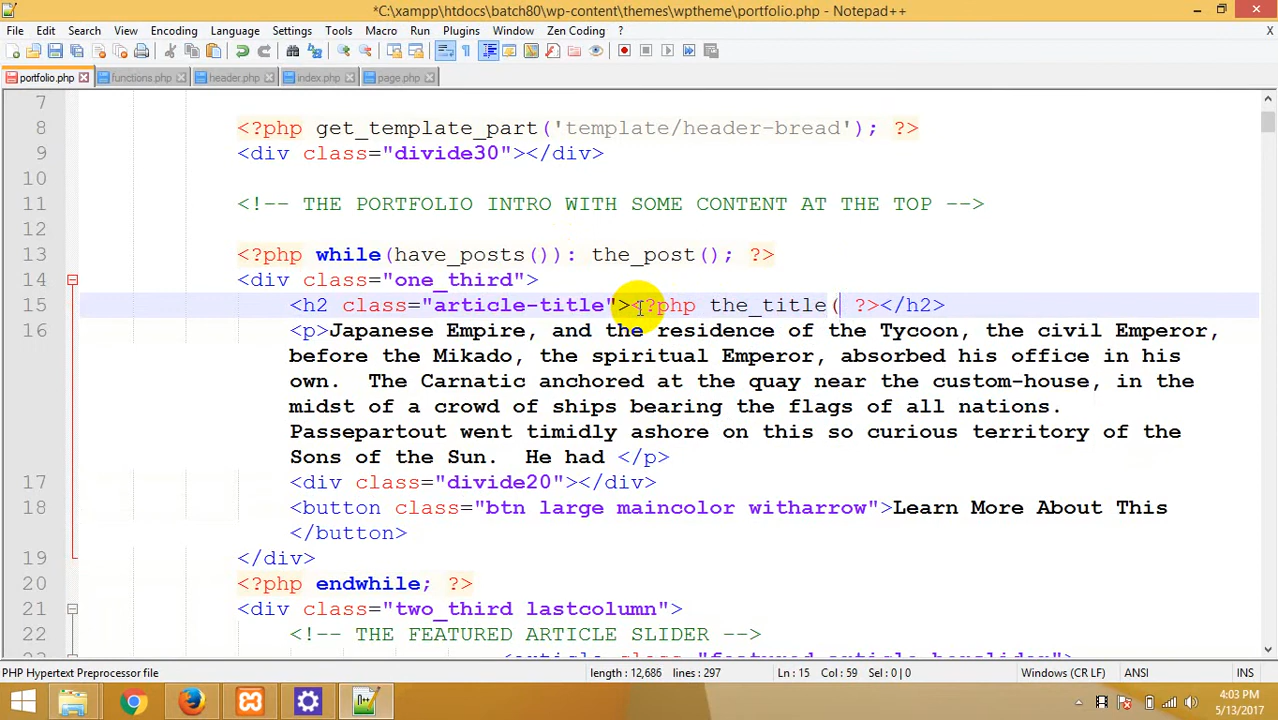 *C:\xampp\htdocs\batch80\wp-content\themes\wptheme\portfolio.php - Notepad++
File Edit Search View Encoding Language Settings Tools Macro Run Plugins Window Zen Coding ? X
portfolio.php functions.php header.php index.php page.php
7
8 <?php get_template_part('template/header-bread'); ?>
9 <div class="divide30"></div>
10
11 <!-- THE PORTFOLIO INTRO WITH SOME CONTENT AT THE TOP -->
12
13 <?php while(have_posts()): the_post(); ?>
14 <div class="one_third">
15 <h2 class="article-title"><?php the_title( ?></h2>
16 <p>Japanese Empire, and the residence of the Tycoon, the civil Emperor,
before the Mikado, the spiritual Emperor, absorbed his office in his
own. The Carnatic anchored at the quay near the custom-house, in the
midst of a crowd of ships bearing the flags of all nations.
Passepartout went timidly ashore on this so curious territory of the
Sons of the Sun. He had </p>
17 <div class="divide20"></div>
18 <button class="btn large maincolor witharrow">Learn More About This
</button>
19 </div>
20 <?php endwhile; ?>
21 <div class="two_third lastcolumn">
22 <!-- THE FEATURED ARTICLE SLIDER -->
PHP Hypertext Preprocessor file length : 12,686 lines : 297 Ln : 15 Col : 59 Sel : 0 | 0 Windows (CR LF) ANSI INS
4:03 PM
5/13/2017